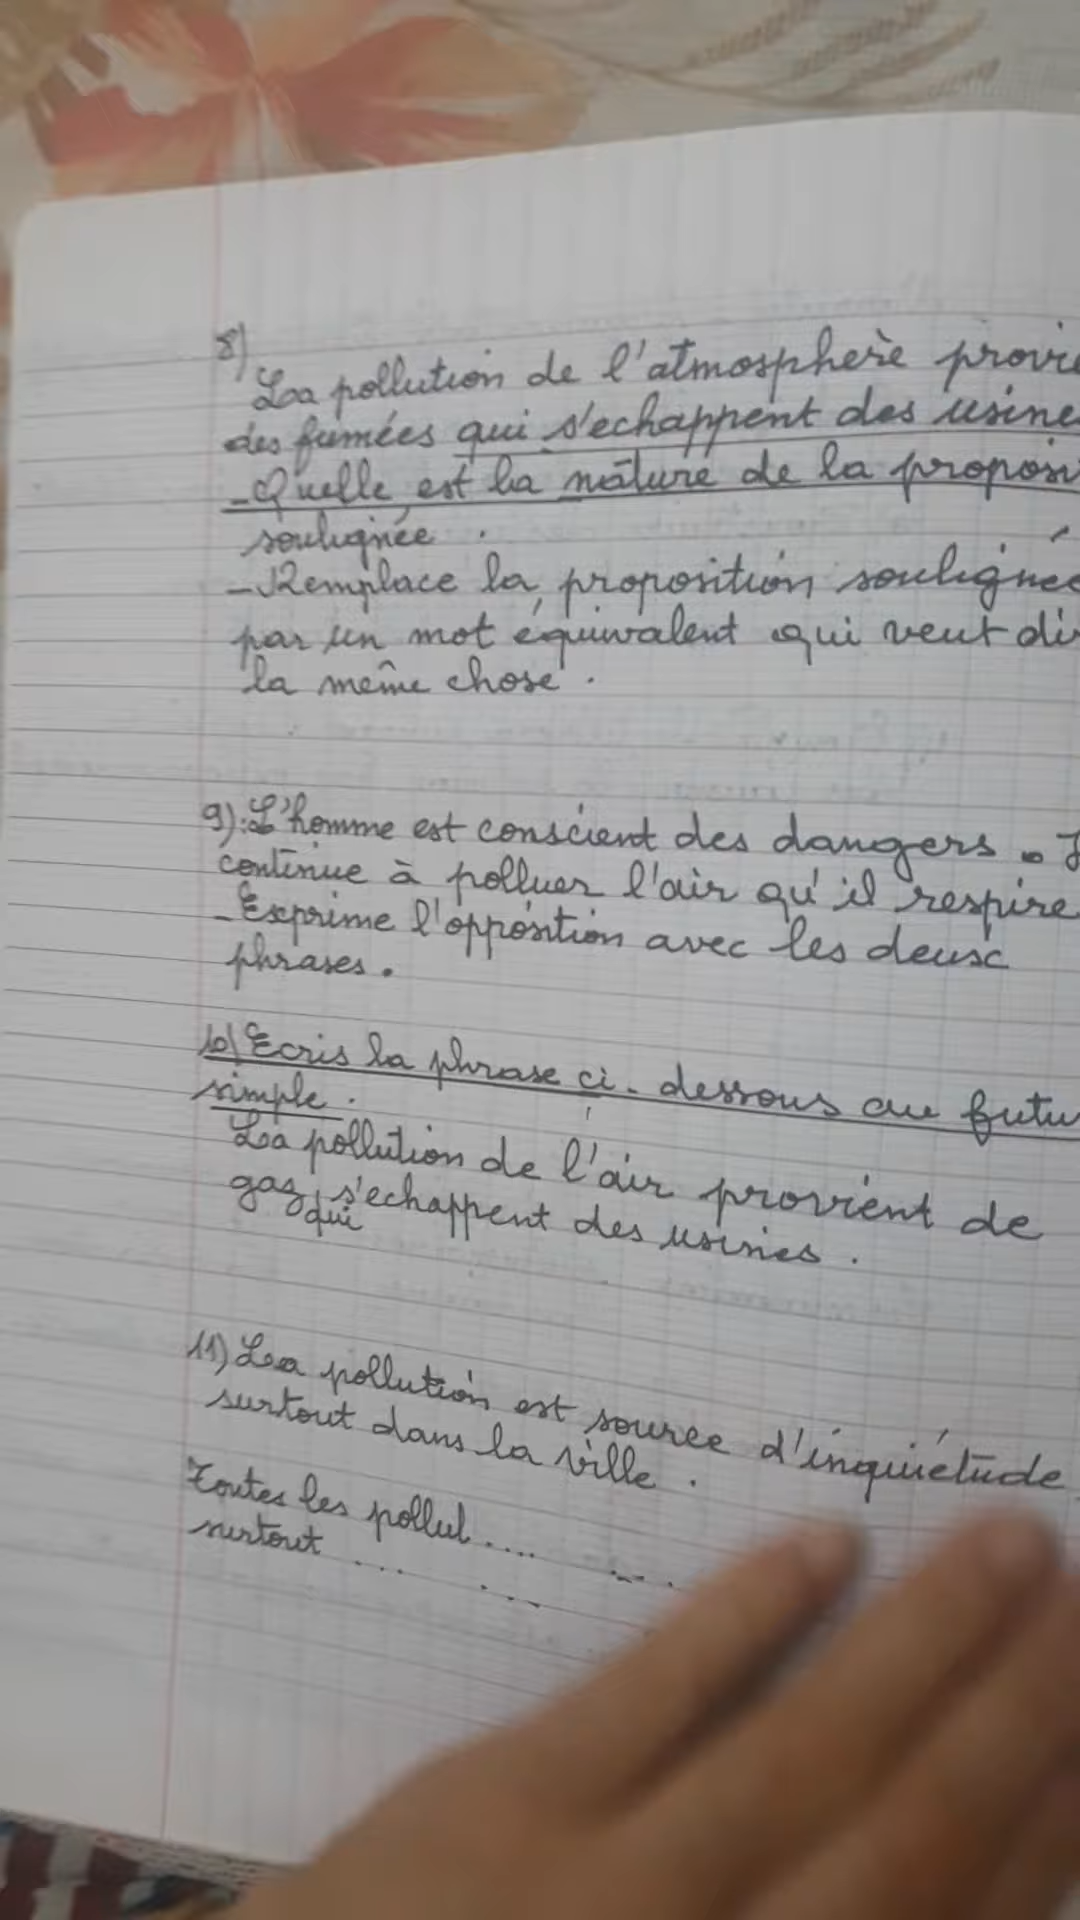 8)
La pollution de l'atmosphère provie
des fumées qui s'echappent des usine
- Quelle est la nature de la proposi
soulignée .
- Remplace la proposition soulignée
par un mot équivalent qui veut dir
la même chose .
9) L'homme est conscient des dangers .
continue à polluer l'air qu'il respire
- Exprime l'opposition avec les deux
phrases .
10) Ecris la phrase ci-dessous au futu
simple .
La pollution de l'air provient de
gaz qui s'echappent des usines .
11) La pollution est source d'inquiétude
surtout dans la ville .
Toutes les pollut ....
surtout ... ...